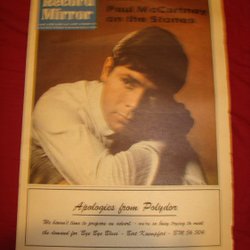 Record
Mirror
Paul McCartney
on the Stones
Apologies from Polydor
We haven't time to prepare an advert - we're so busy trying to meet
the demand for Bye Bye Blues - Bert Kaempfert - BM 56 504